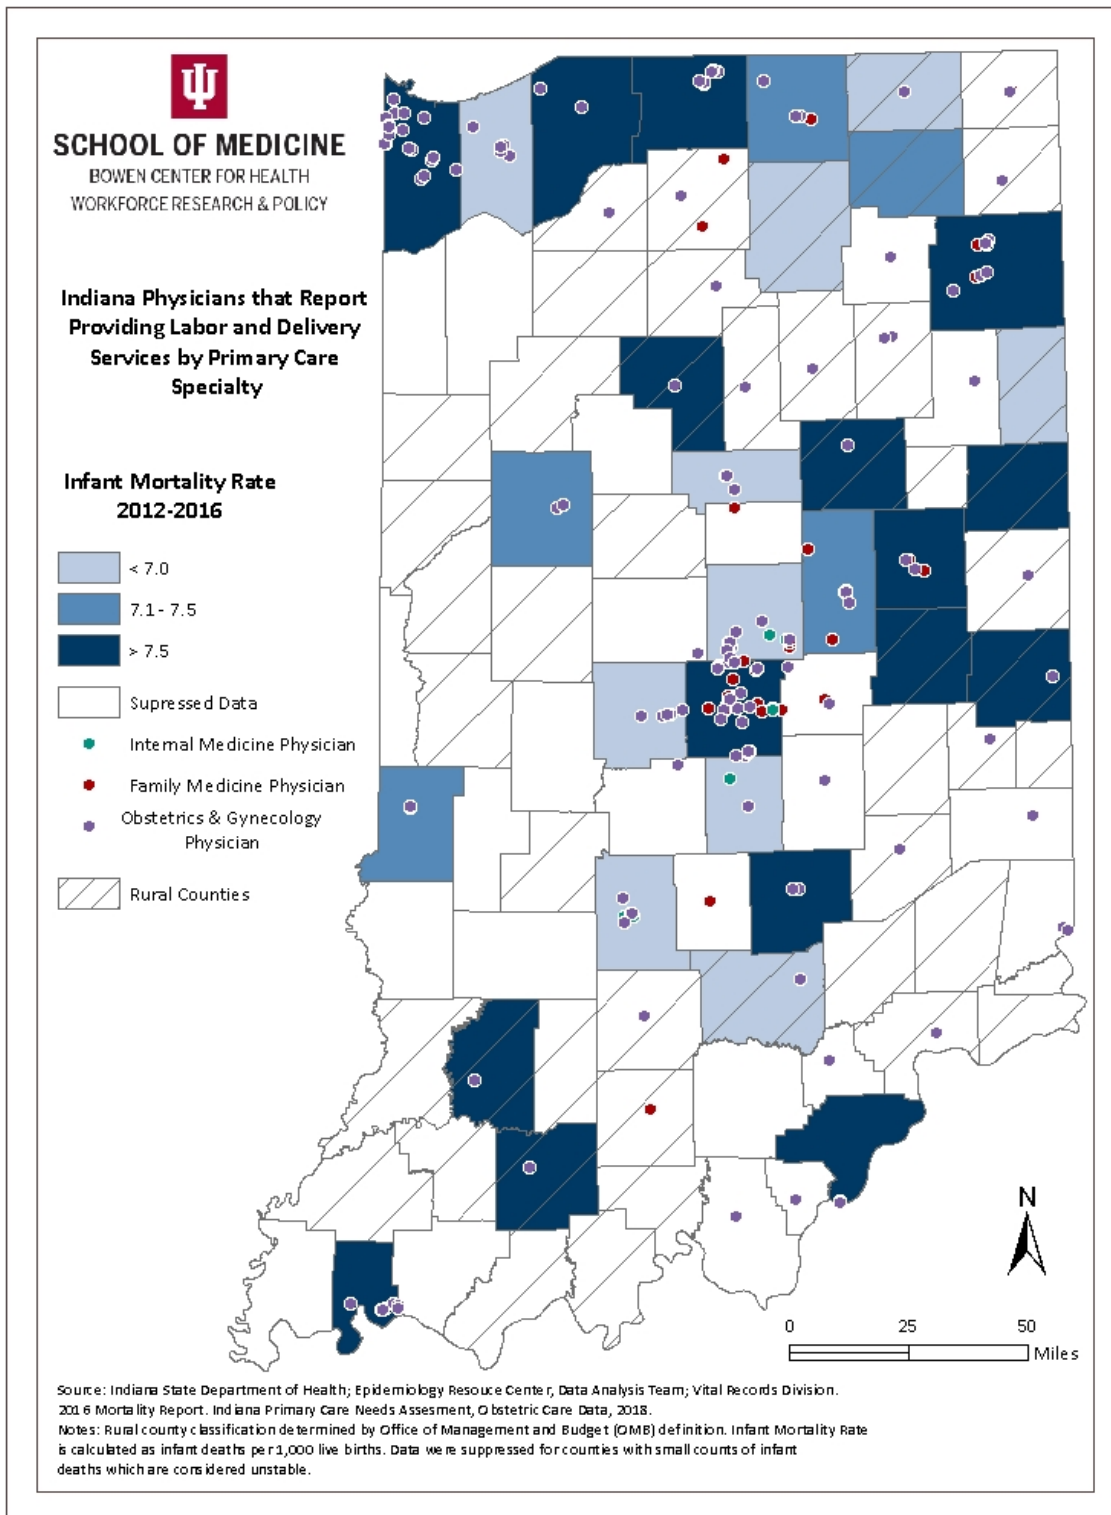 SCHOOL OF MEDICINE
BOWEN CENTER FOR HEALTH
WORKFORCE RESEARCH & POLICY
Indiana Physicians that Report
Providing Labor and Delivery
Services by Primary Care
Specialty
Infant Mortality Rate
2012-2016
< 7.0
7.1 - 7.5
> 7.5
Supressed Data
Internal Medicine Physician
Family Medicine Physician
Obstetrics & Gynecology
Physician
Rural Counties
N
0 25 50
Miles
Source: Indiana State Department of Health; Epidemiology Resouce Center, Data Analysis Team; Vital Records Division.
2016 Mortality Report. Indiana Primary Care Needs Assesment, Obstetric Care Data, 2018.
Notes: Rural county classification determined by Office of Management and Budget (OMB) definition. Infant Mortality Rate
is calculated as infant deaths per 1,000 live births. Data were suppressed for counties with small counts of infant
deaths which are considered unstable.